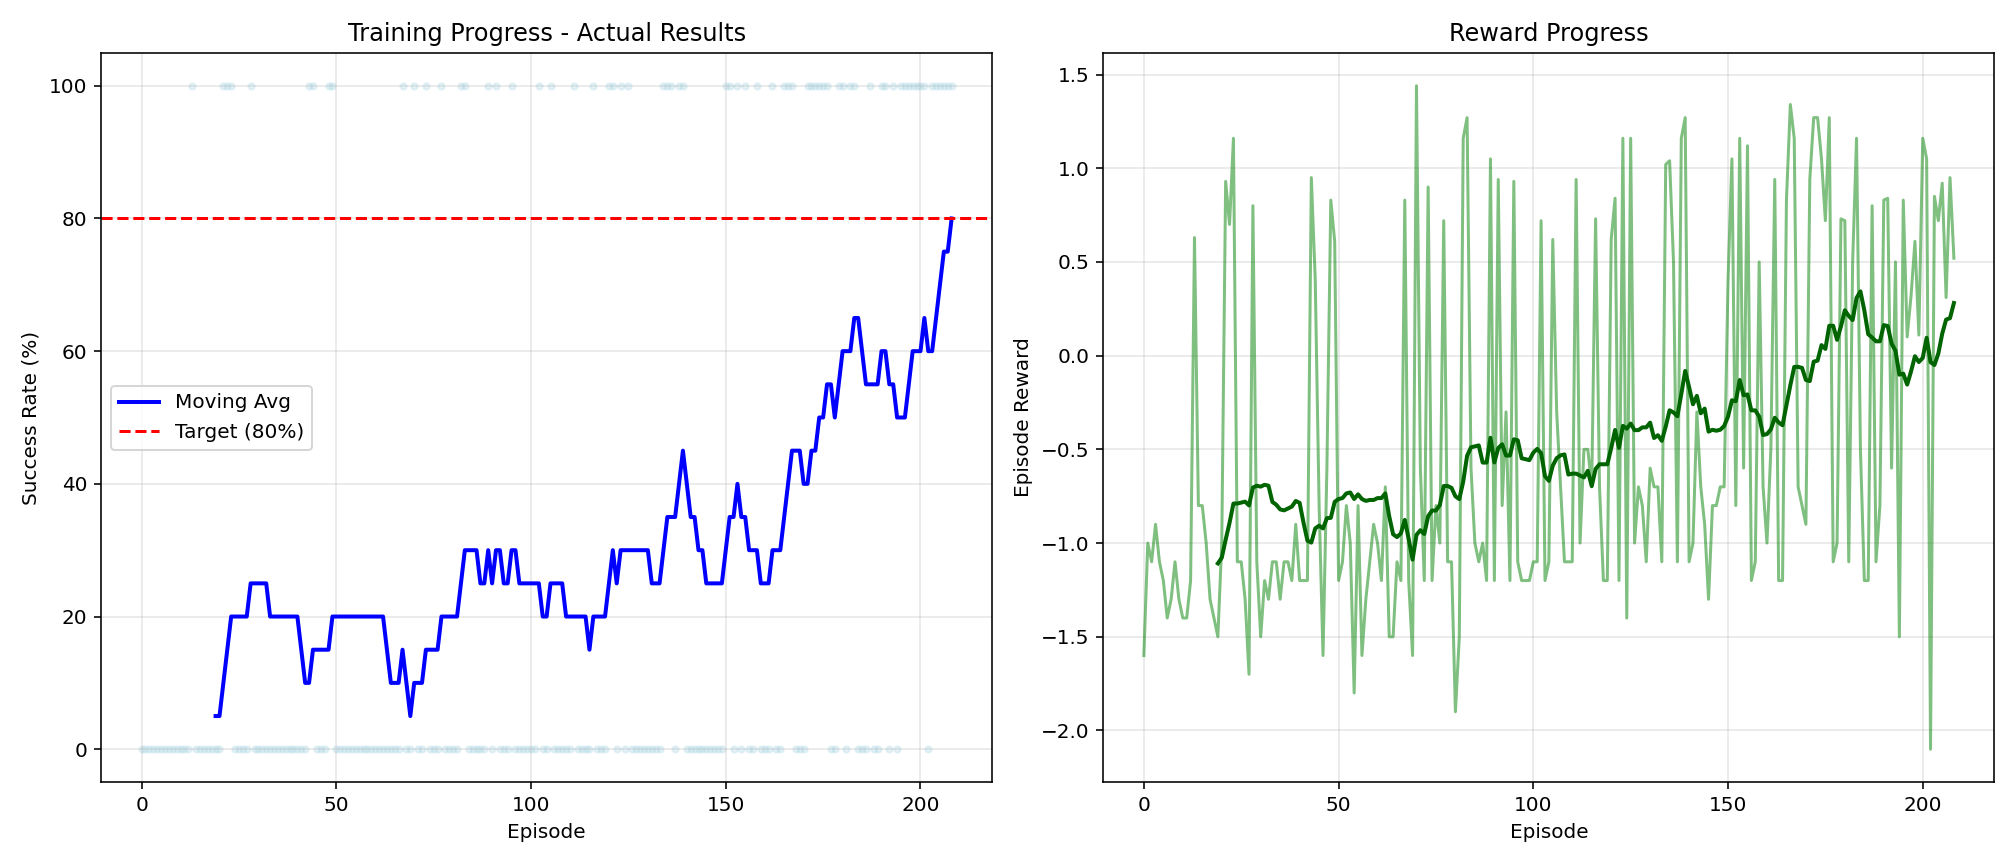 Training Progress - Actual Results
100
80
60
40
20
0
Success Rate (%)
Moving Avg
Target (80%)
0 50 100 150 200
Episode
Reward Progress
1.5
1.0
0.5
0.0
−0.5
−1.0
−1.5
−2.0
Episode Reward
0 50 100 150 200
Episode